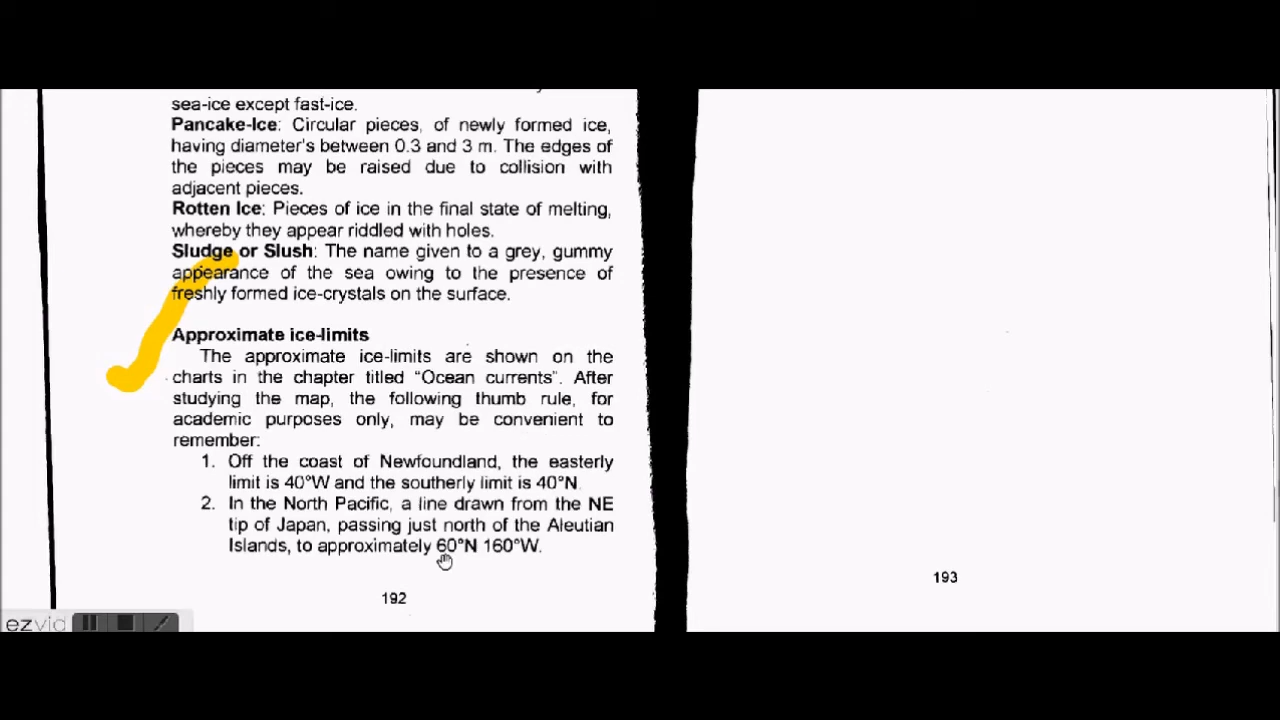 sea-ice except fast-ice.
Pancake-Ice: Circular pieces, of newly formed ice,
having diameter's between 0.3 and 3 m. The edges of
the pieces may be raised due to collision with
adjacent pieces.
Rotten Ice: Pieces of ice in the final state of melting,
whereby they appear riddled with holes.
Sludge or Slush: The name given to a grey, gummy
appearance of the sea owing to the presence of
freshly formed ice-crystals on the surface.
Approximate ice-limits
The approximate ice-limits are shown on the
charts in the chapter titled "Ocean currents". After
studying the map, the following thumb rule, for
academic purposes only, may be convenient to
remember:
1. Off the coast of Newfoundland, the easterly
limit is 40°W and the southerly limit is 40°N.
2. In the North Pacific, a line drawn from the NE
tip of Japan, passing just north of the Aleutian
Islands, to approximately 60°N 160°W.
192
193
ezvid